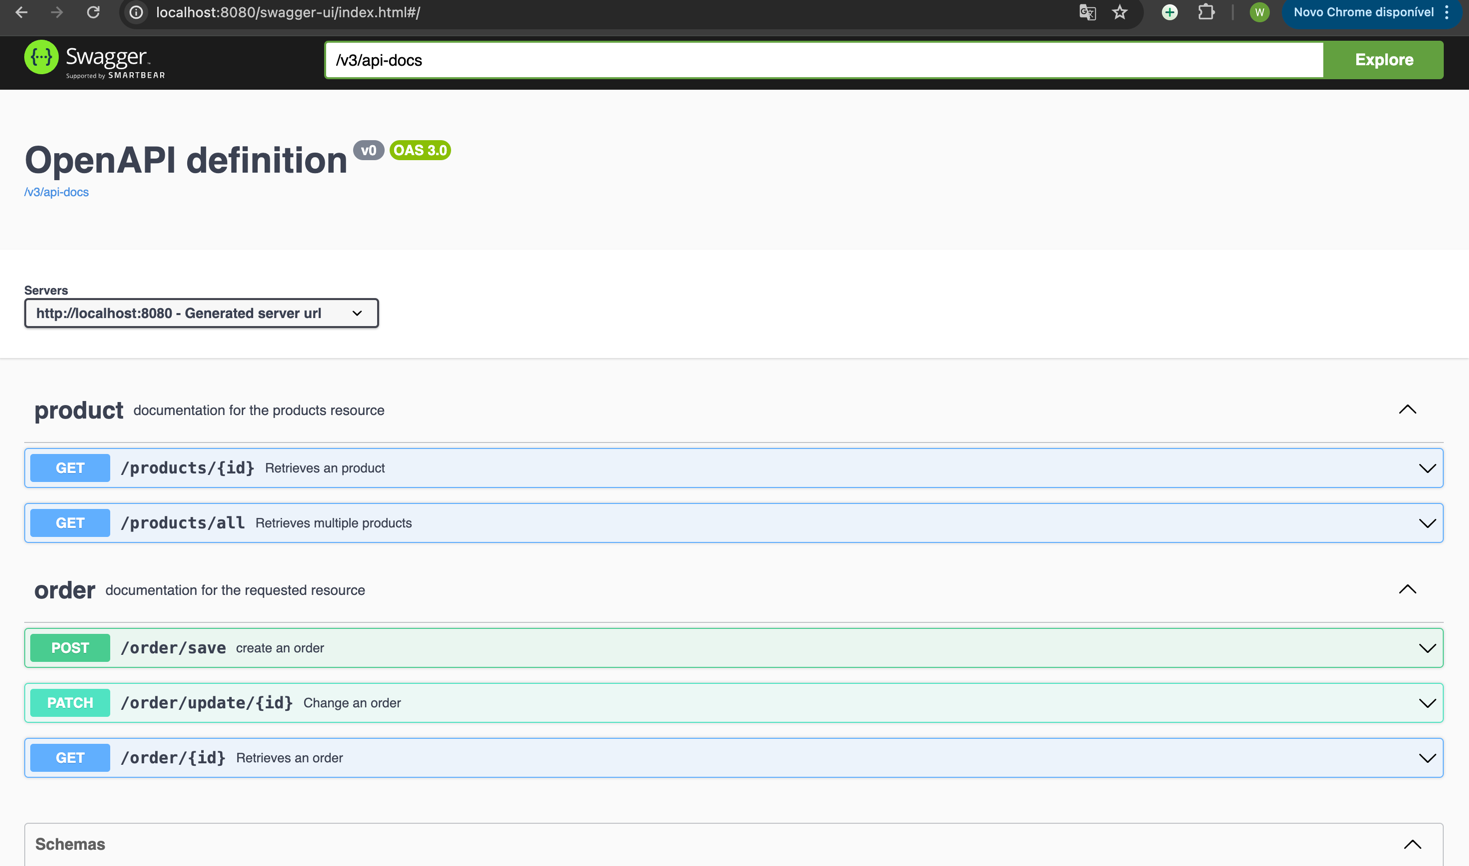 localhost:8080/swagger-ui/index.html#/
W
Novo Chrome disponível
{··}
Swagger.
Supported by SMARTBEAR
/v3/api-docs
Explore
OpenAPI definition v0 OAS 3.0
/v3/api-docs
Servers
http://localhost:8080 - Generated server url
product documentation for the products resource
GET /products/{id} Retrieves an product
GET /products/all Retrieves multiple products
order documentation for the requested resource
POST /order/save create an order
PATCH /order/update/{id} Change an order
GET /order/{id} Retrieves an order
Schemas